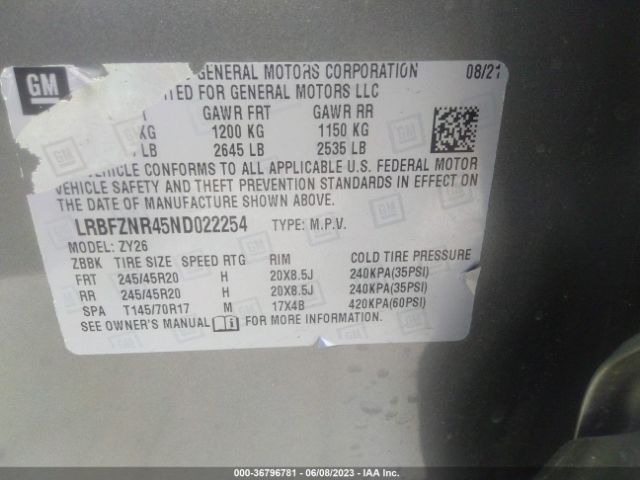 GM
GENERAL MOTORS CORPORATION 08/21
FOR GENERAL MOTORS LLC
GAWR FRT GAWR RR
KG 1200 KG 1150 KG
LB 2645 LB 2535 LB
VEHICLE CONFORMS TO ALL APPLICABLE U.S. FEDERAL MOTOR
VEHICLE SAFETY AND THEFT PREVENTION STANDARDS IN EFFECT ON
THE DATE OF MANUFACTURE SHOWN ABOVE.
LRBFZNR45ND022254 TYPE: M.P.V.
MODEL: ZY26
ZBBK TIRE SIZE SPEED RTG RIM COLD TIRE PRESSURE
FRT 245/45R20 H 20X8.5J 240KPA(35PSI)
RR 245/45R20 H 20X8.5J 240KPA(35PSI)
SPA T145/70R17 M 17X4B 420KPA(60PSI)
SEE OWNER'S MANUAL FOR MORE INFORMATION.
000-36796781 - 06/08/2023 - IAA Inc.